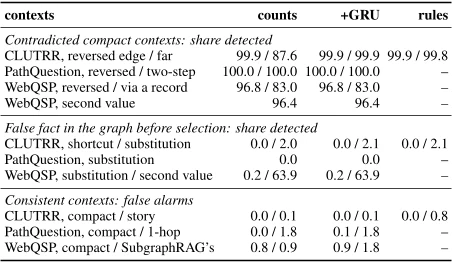 contexts counts +GRU rules
Contradicted compact contexts: share detected
CLUTRR, reversed edge / far 99.9 / 87.6 99.9 / 99.9 99.9 / 99.8
PathQuestion, reversed / two-step 100.0 / 100.0 100.0 / 100.0 –
WebQSP, reversed / via a record 96.8 / 83.0 96.8 / 83.0 –
WebQSP, second value 96.4 96.4 –
False fact in the graph before selection: share detected
CLUTRR, shortcut / substitution 0.0 / 2.0 0.0 / 2.1 0.0 / 2.1
PathQuestion, substitution 0.0 0.0 –
WebQSP, substitution / second value 0.2 / 63.9 0.2 / 63.9 –
Consistent contexts: false alarms
CLUTRR, compact / story 0.0 / 0.1 0.0 / 0.1 0.0 / 0.8
PathQuestion, compact / 1-hop 0.0 / 1.8 0.1 / 1.8 –
WebQSP, compact / SubgraphRAG's 0.8 / 0.9 0.9 / 1.8 –